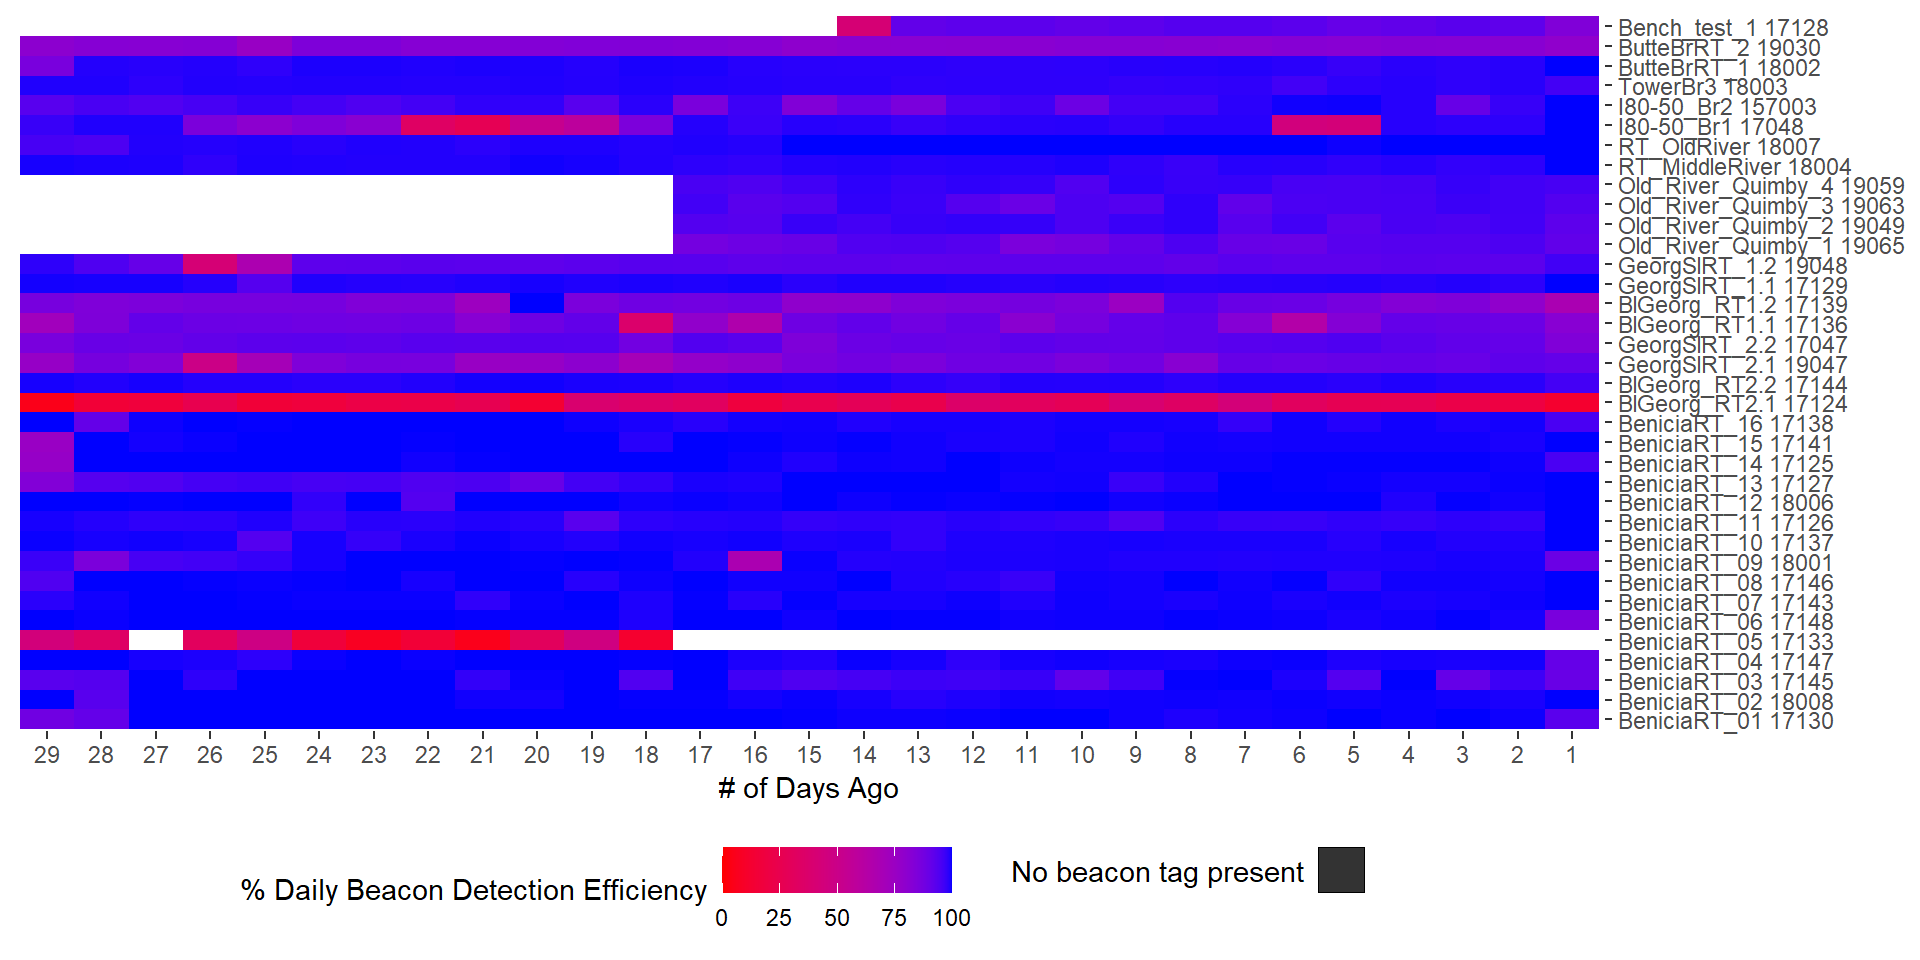 Bench_test_1 17128
ButteBrRT_2 19030
ButteBrRT_1 18002
TowerBr3 18003
I80-50_Br2 157003
I80-50_Br1 17048
RT_OldRiver 18007
RT_MiddleRiver 18004
Old_River_Quimby_4 19059
Old_River_Quimby_3 19063
Old_River_Quimby_2 19049
Old_River_Quimby_1 19065
GeorgSlRT_1.2 19048
GeorgSlRT_1.1 17129
BlGeorg_RT1.2 17139
BlGeorg_RT1.1 17136
GeorgSlRT_2.2 17047
GeorgSlRT_2.1 19047
BlGeorg_RT2.2 17144
BlGeorg_RT2.1 17124
BeniciaRT_16 17138
BeniciaRT_15 17141
BeniciaRT_14 17125
BeniciaRT_13 17127
BeniciaRT_12 18006
BeniciaRT_11 17126
BeniciaRT_10 17137
BeniciaRT_09 18001
BeniciaRT_08 17146
BeniciaRT_07 17143
BeniciaRT_06 17148
BeniciaRT_05 17133
BeniciaRT_04 17147
BeniciaRT_03 17145
BeniciaRT_02 18008
BeniciaRT_01 17130
29 28 27 26 25 24 23 22 21 20 19 18 17 16 15 14 13 12 11 10 9 8 7 6 5 4 3 2 1
# of Days Ago
% Daily Beacon Detection Efficiency
0 25 50 75 100
No beacon tag present